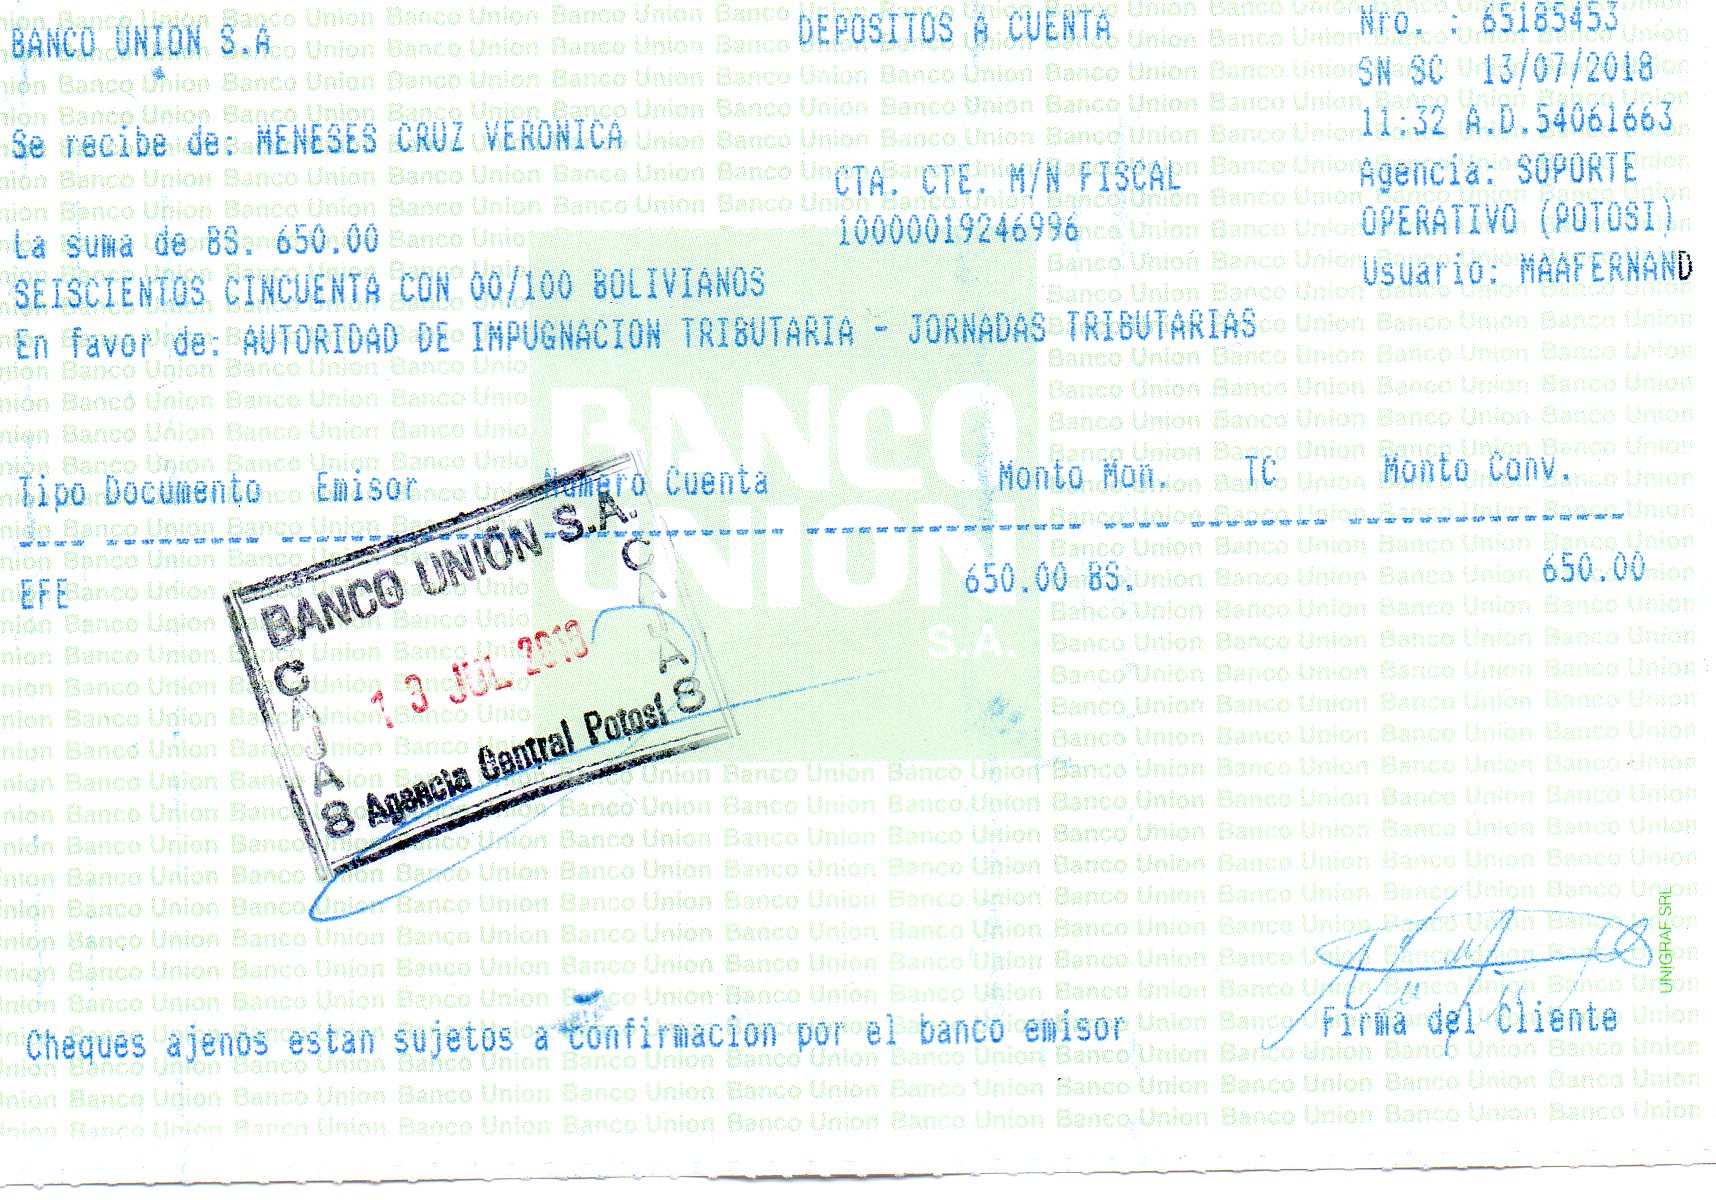 BANCO UNION S.A
DEPOSITOS A CUENTA
Nro. : 65185453
SN SC 13/07/2018
11:32 A.D.54061663
Se recibe de: MENESES CRUZ VERONICA
CTA. CTE. M/N FISCAL
Agencia: SOPORTE
La suma de BS. 650.00
10000019246996
OPERATIVO (POTOSI)
SEISCIENTOS CINCUENTA CON 00/100 BOLIVIANOS
Usuario: MAAFERNAND
En favor de: AUTORIDAD DE IMPUGNACION TRIBUTARIA - JORNADAS TRIBUTARIAS
BANCO
UNION
S.A.
Tipo Documento Emisor Numero Cuenta Monto Mon. TC Monto Conv.
EFE 650.00 BS. 650.00
BANCO UNIÓN S.A.
CAJA 8
13 JUL 2018
CAJA 8
Agencia Central Potosí
UNIGRAF SRL
Firma del Cliente
Cheques ajenos estan sujetos a confirmacion por el banco emisor